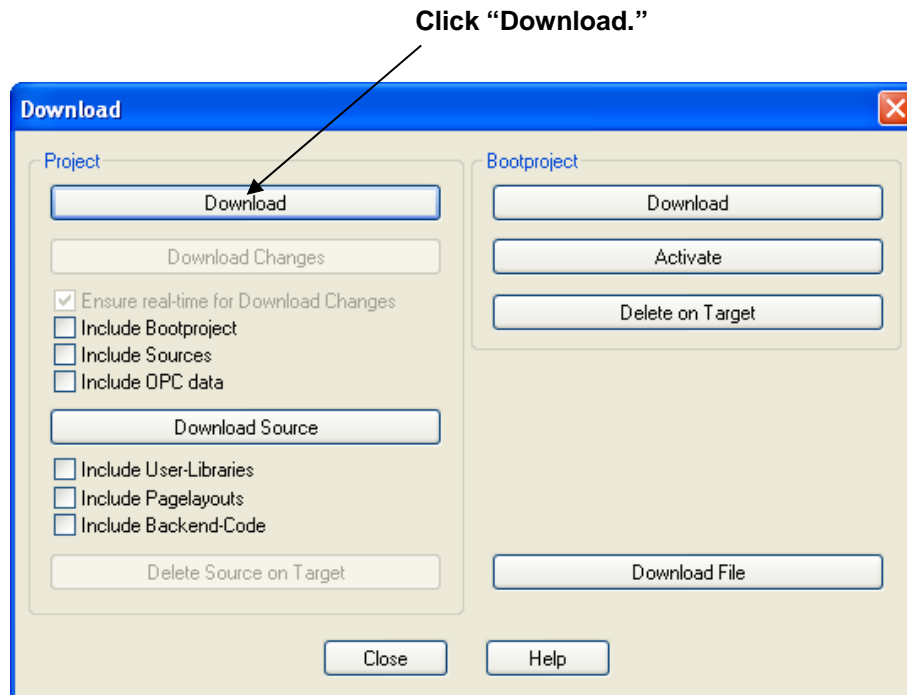 Click “Download.”
Download
Project
Download
Download Changes
Ensure real-time for Download Changes
Include Bootproject
Include Sources
Include OPC data
Download Source
Include User-Libraries
Include Pagelayouts
Include Backend-Code
Delete Source on Target
Bootproject
Download
Activate
Delete on Target
Download File
Close
Help